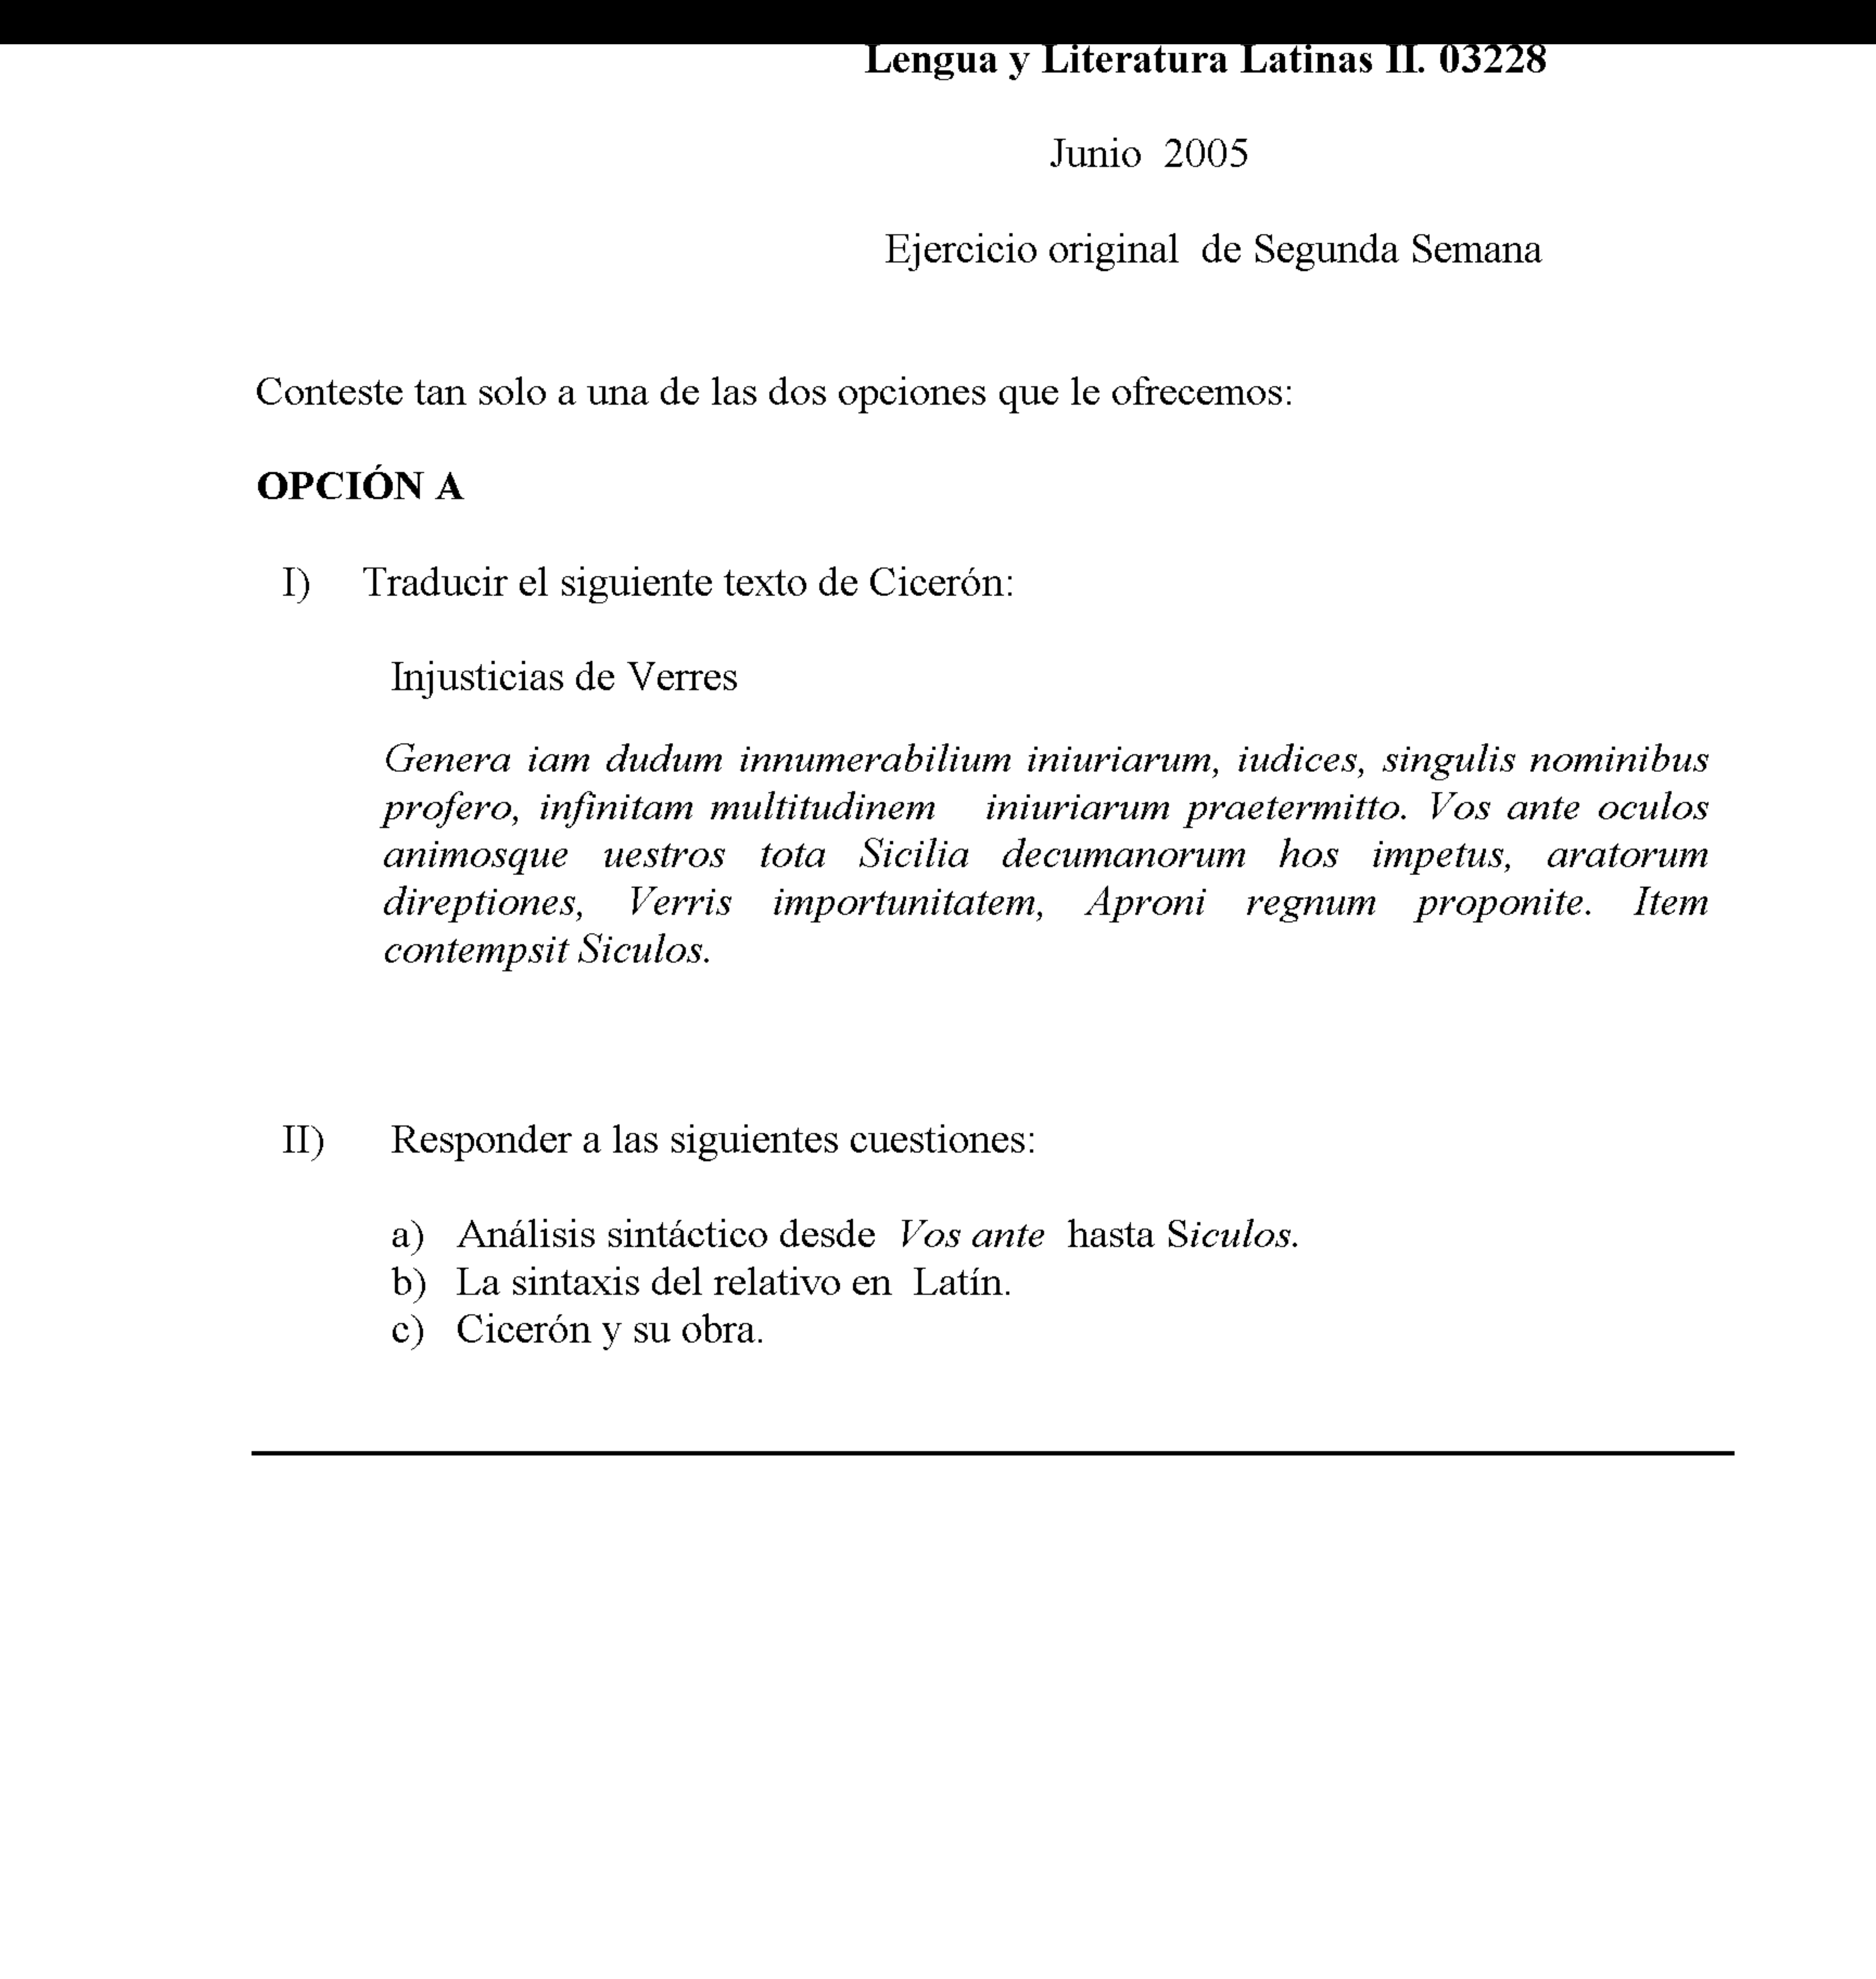 Lengua y Literatura Latinas II. 03228
Junio 2005
Ejercicio original de Segunda Semana
Conteste tan solo a una de las dos opciones que le ofrecemos:
OPCIÓN A
I) Traducir el siguiente texto de Cicerón:
Injusticias de Verres
Genera iam dudum innumerabilium iniuriarum, iudices, singulis nominibus
profero, infinitam multitudinem iniuriarum praetermitto. Vos ante oculos
animosque uestros tota Sicilia decumanorum hos impetus, aratorum
direptiones, Verris importunitatem, Aproni regnum proponite. Item
contempsit Siculos.
II) Responder a las siguientes cuestiones:
a) Análisis sintáctico desde Vos ante hasta Siculos.
b) La sintaxis del relativo en Latín.
c) Cicerón y su obra.